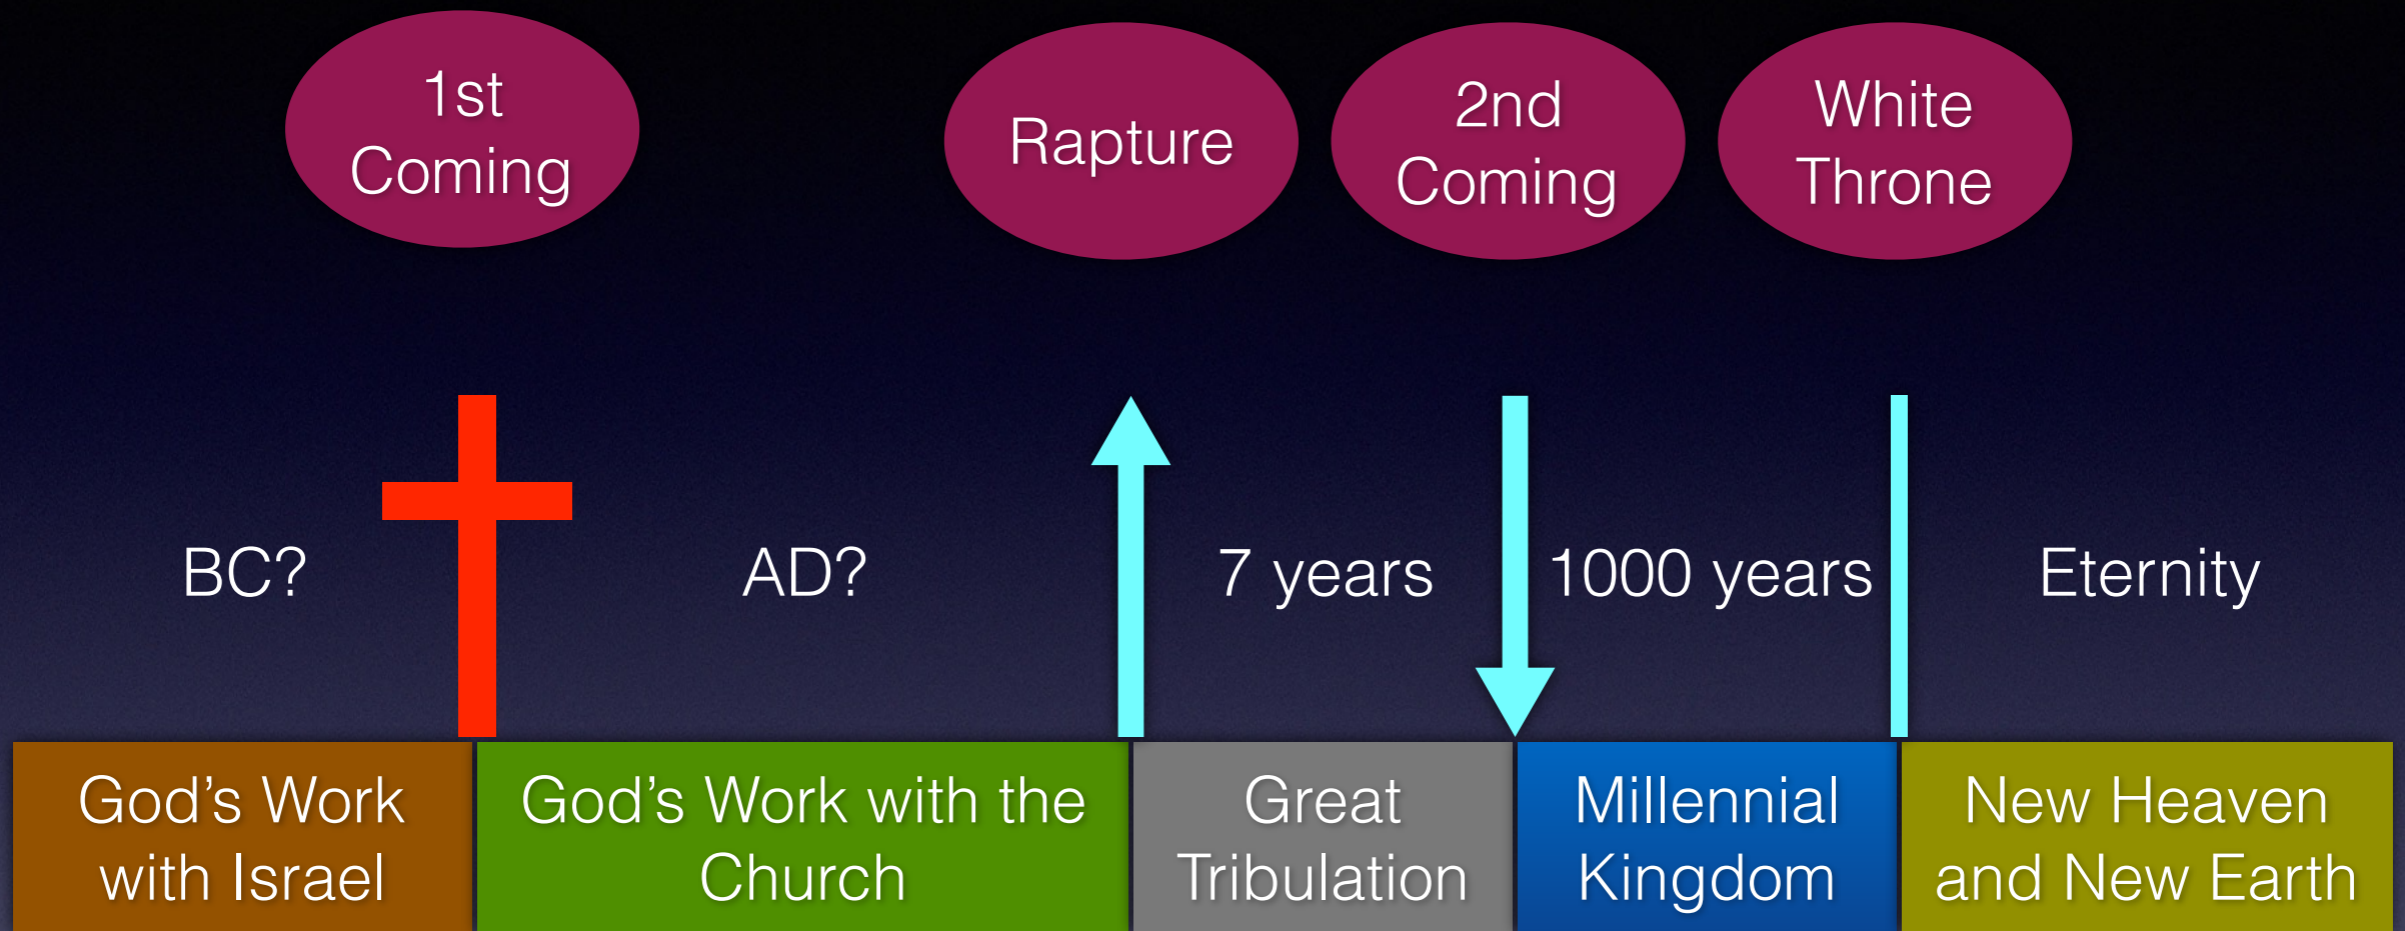 1st
Coming
Rapture
2nd
Coming
White
Throne
BC?
AD?
7 years
1000 years
Eternity
God’s Work
with Israel
God’s Work with the
Church
Great
Tribulation
Millennial
Kingdom
New Heaven
and New Earth